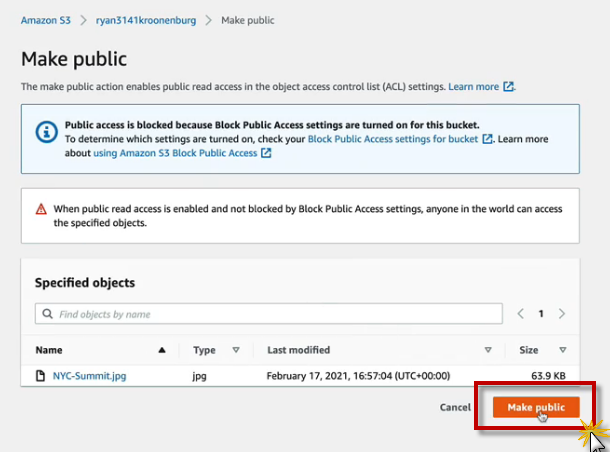 Amazon S3 > ryan3141kroonenburg > Make public
Make public
The make public action enables public read access in the object access control list (ACL) settings. Learn more
Public access is blocked because Block Public Access settings are turned on for this bucket.
To determine which settings are turned on, check your Block Public Access settings for bucket. Learn more
about using Amazon S3 Block Public Access
When public read access is enabled and not blocked by Block Public Access settings, anyone in the world can access
the specified objects.
Specified objects
Find objects by name
1
Name Type Last modified Size
NYC-Summit.jpg jpg February 17, 2021, 16:57:04 (UTC+00:00) 63.9 KB
Cancel Make public